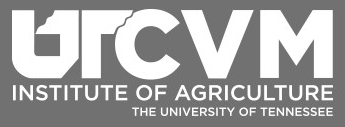 UTCVM
INSTITUTE OF AGRICULTURE
THE UNIVERSITY OF TENNESSEE